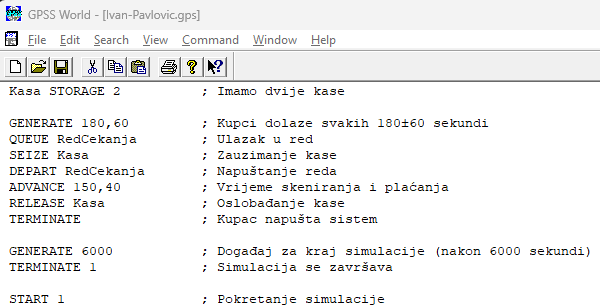 GPSS World - [Ivan-Pavlovic.gps]
File Edit Search View Command Window Help
Kasa STORAGE 2 ; Imamo dvije kase
GENERATE 180,60 ; Kupci dolaze svakih 180±60 sekundi
QUEUE RedCekanja ; Ulazak u red
SEIZE Kasa ; Zauzimanje kase
DEPART RedCekanja ; Napuštanje reda
ADVANCE 150,40 ; Vrijeme skeniranja i plaćanja
RELEASE Kasa ; Oslobađanje kase
TERMINATE ; Kupac napušta sistem
GENERATE 6000 ; Događaj za kraj simulacije (nakon 6000 sekundi)
TERMINATE 1 ; Simulacija se završava
START 1 ; Pokretanje simulacije